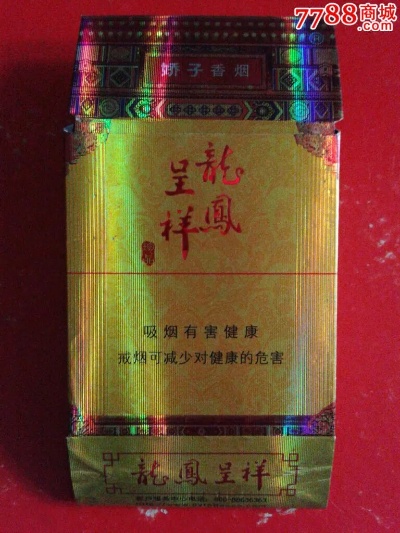 7788商城
娇子香烟
龍鳳
呈祥
吸烟有害健康
戒烟可减少对健康的危害
龍鳳呈祥